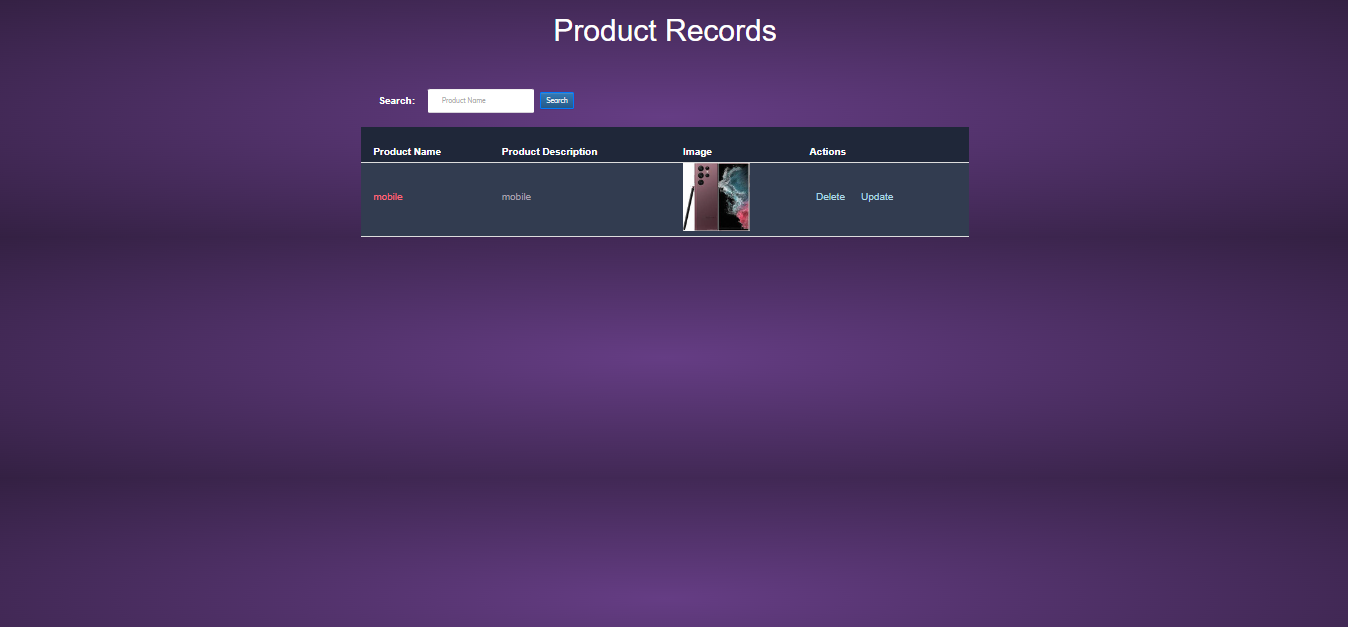 Product Records
Search: Product Name Search
Product Name Product Description Image Actions
mobile mobile Delete Update